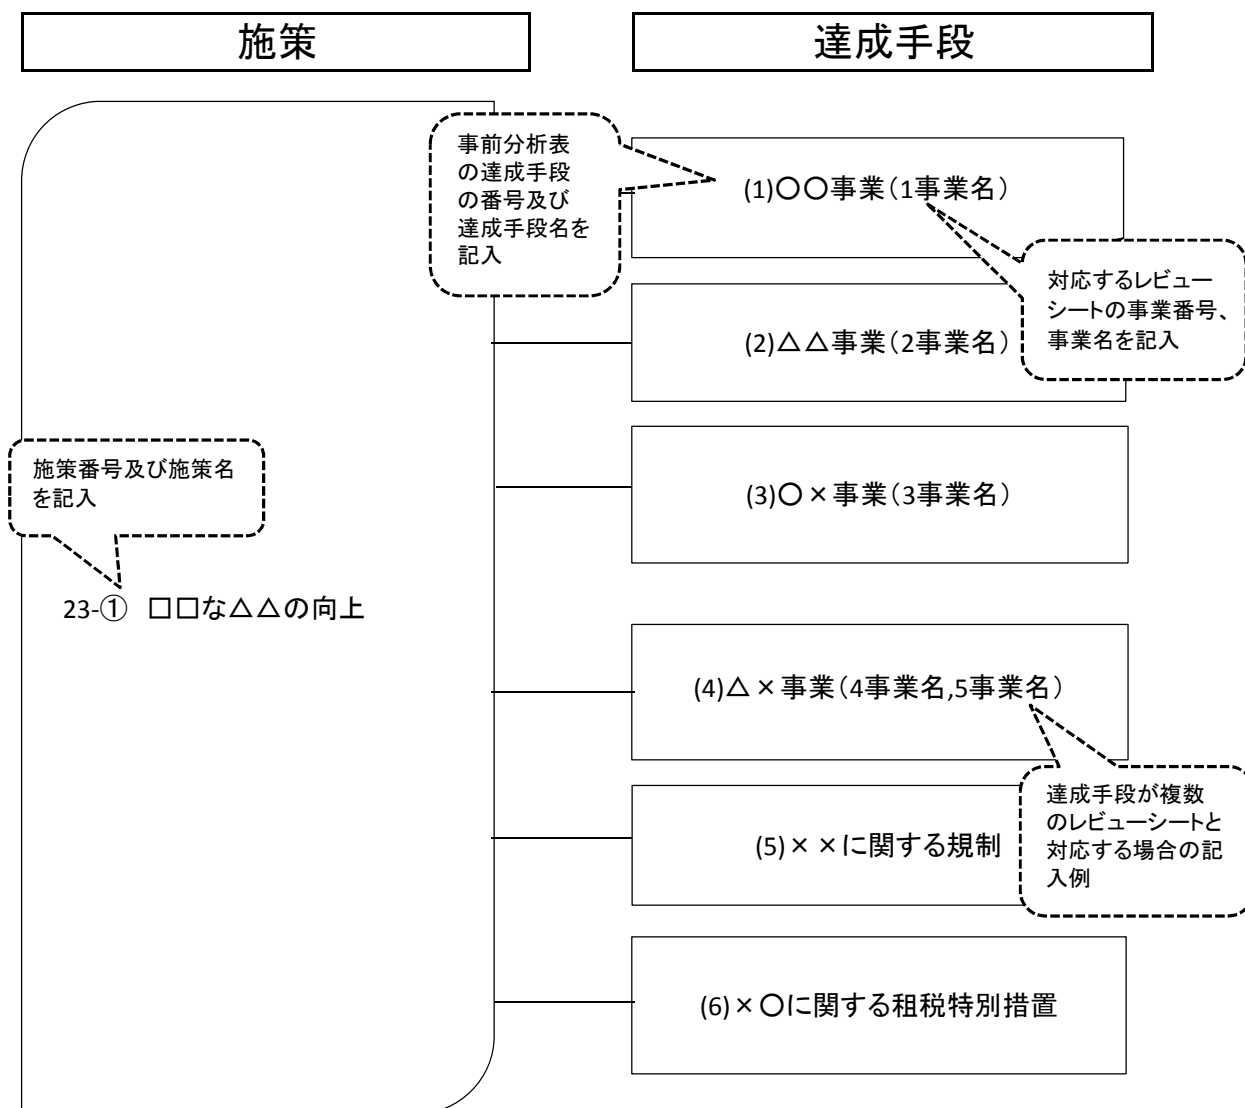 施策
達成手段
事前分析表
の達成手段
の番号及び
達成手段名を
記入
(1)〇〇事業(1事業名)
対応するレビュー
シートの事業番号、
事業名を記入
(2)△△事業(2事業名)
施策番号及び施策名
を記入
(3)〇×事業(3事業名)
23-① □□な△△の向上
(4)△×事業(4事業名,5事業名)
達成手段が複数
のレビューシートと
対応する場合の記
入例
(5)××に関する規制
(6)×〇に関する租税特別措置